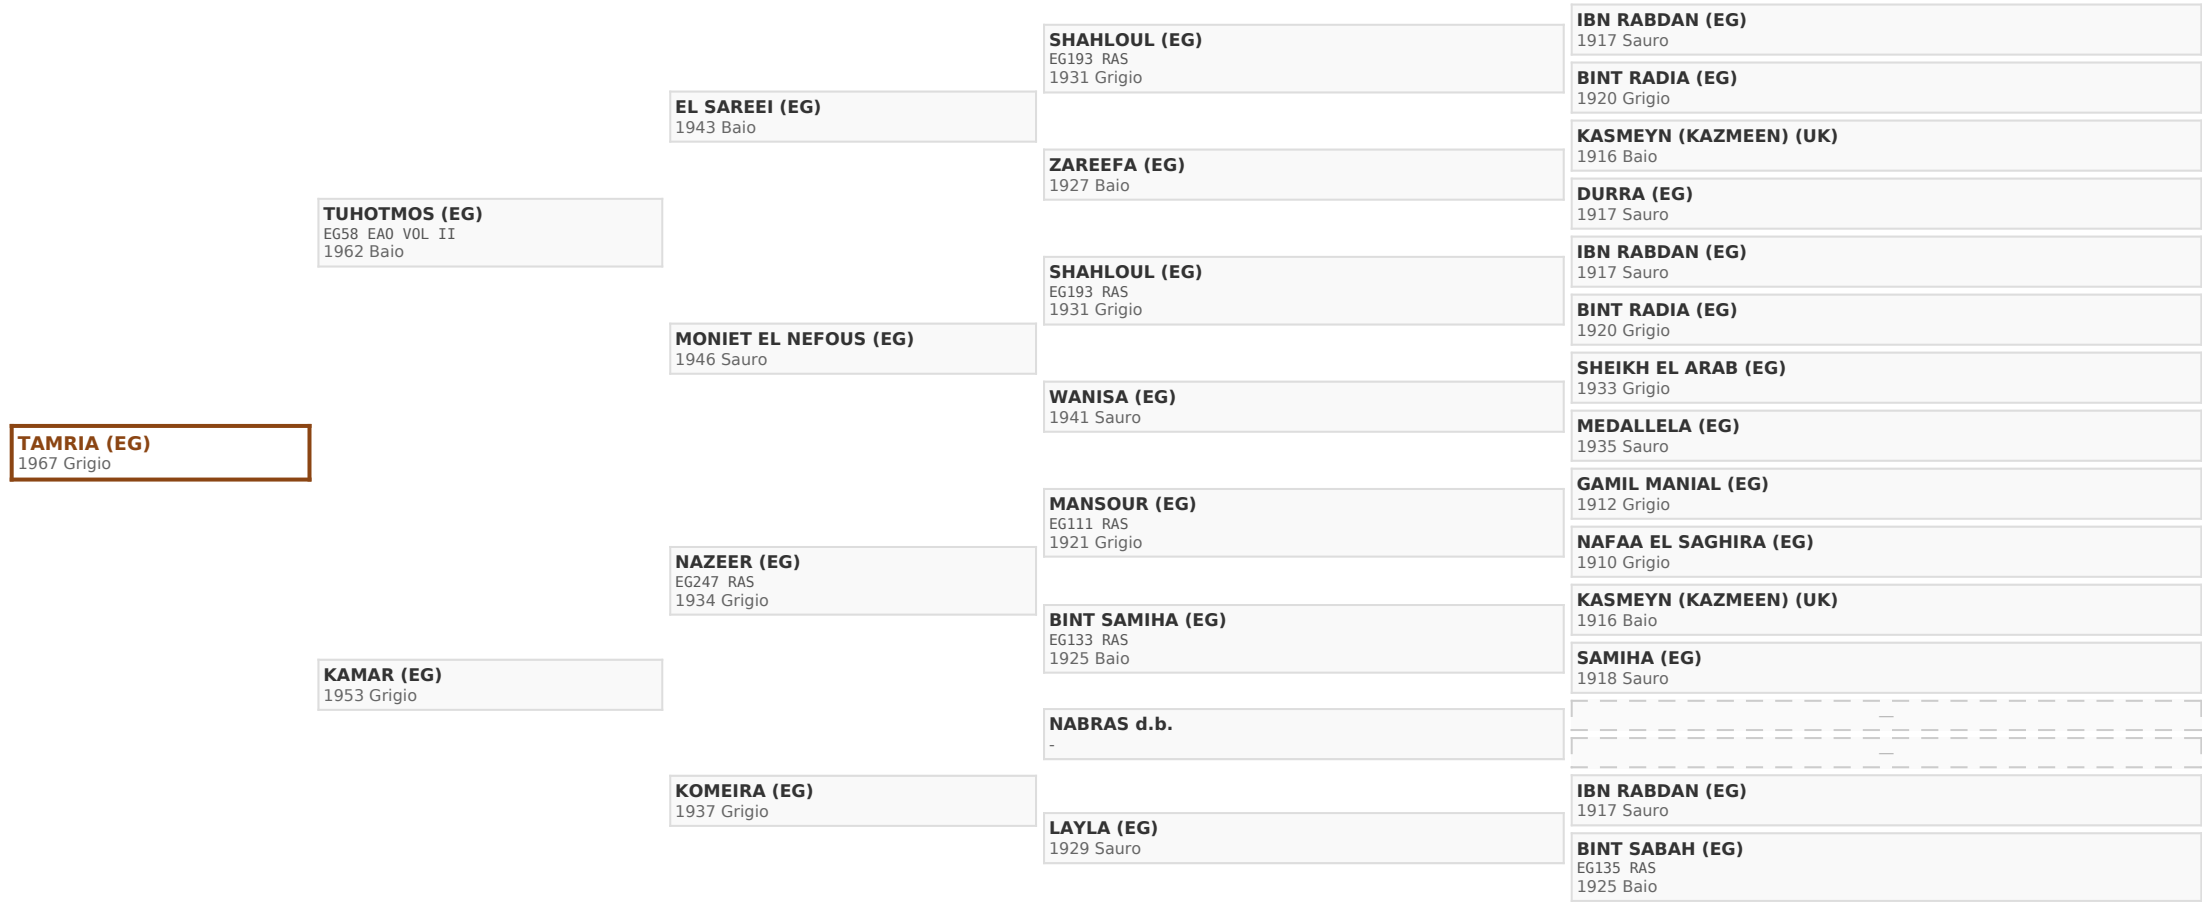 TAMRIA (EG)
1967 Grigio
TUHOTMOS (EG)
EG58 EAO VOL II
1962 Baio
KAMAR (EG)
1953 Grigio
EL SAREEI (EG)
1943 Baio
MONIET EL NEFOUS (EG)
1946 Sauro
NAZEER (EG)
EG247 RAS
1934 Grigio
KOMEIRA (EG)
1937 Grigio
SHAHLOUL (EG)
EG193 RAS
1931 Grigio
ZAREEFA (EG)
1927 Baio
SHAHLOUL (EG)
EG193 RAS
1931 Grigio
WANISA (EG)
1941 Sauro
MANSOUR (EG)
EG111 RAS
1921 Grigio
BINT SAMIHA (EG)
EG133 RAS
1925 Baio
NABRAS d.b.
-
LAYLA (EG)
1929 Sauro
IBN RABDAN (EG)
1917 Sauro
BINT RADIA (EG)
1920 Grigio
KASMEYN (KAZMEEN) (UK)
1916 Baio
DURRA (EG)
1917 Sauro
IBN RABDAN (EG)
1917 Sauro
BINT RADIA (EG)
1920 Grigio
SHEIKH EL ARAB (EG)
1933 Grigio
MEDALLELA (EG)
1935 Sauro
GAMIL MANIAL (EG)
1912 Grigio
NAFAA EL SAGHIRA (EG)
1910 Grigio
KASMEYN (KAZMEEN) (UK)
1916 Baio
SAMIHA (EG)
1918 Sauro
—
—
IBN RABDAN (EG)
1917 Sauro
BINT SABAH (EG)
EG135 RAS
1925 Baio